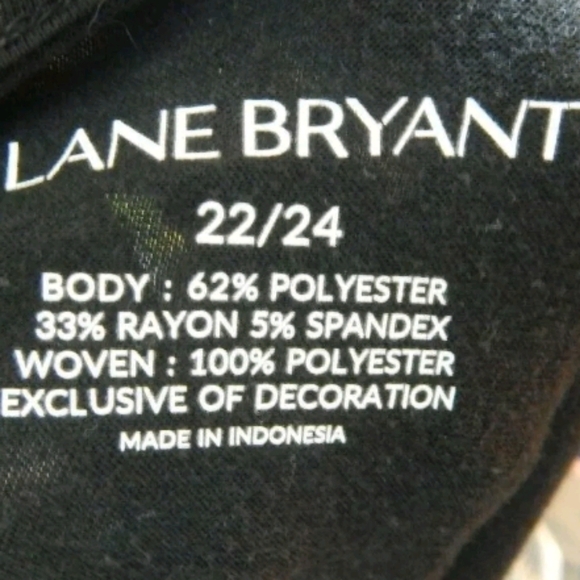 LANE BRYANT
22/24
BODY : 62% POLYESTER
33% RAYON 5% SPANDEX
WOVEN : 100% POLYESTER
EXCLUSIVE OF DECORATION
MADE IN INDONESIA